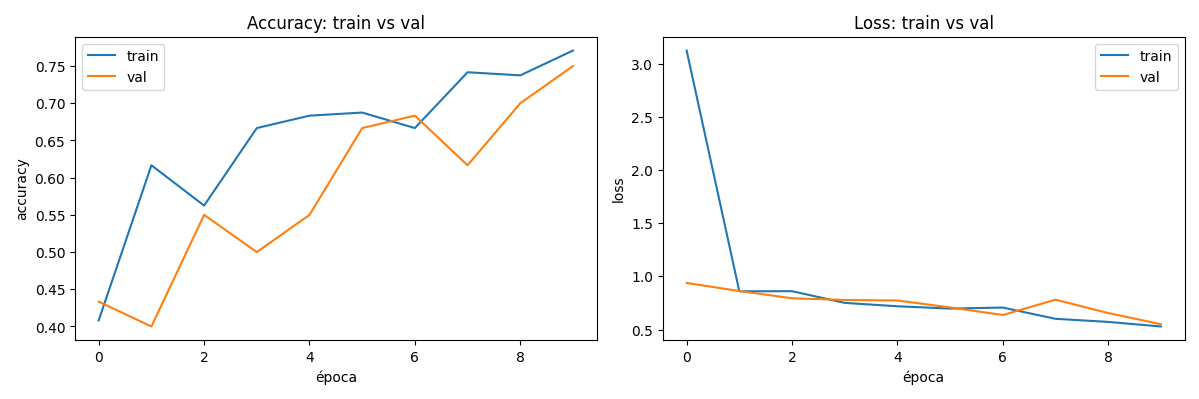 Accuracy: train vs val
train
val
0.75
0.70
0.65
0.60
0.55
0.50
0.45
0.40
accuracy
0 2 4 6 8
época
Loss: train vs val
train
val
3.0
2.5
2.0
1.5
1.0
0.5
loss
0 2 4 6 8
época